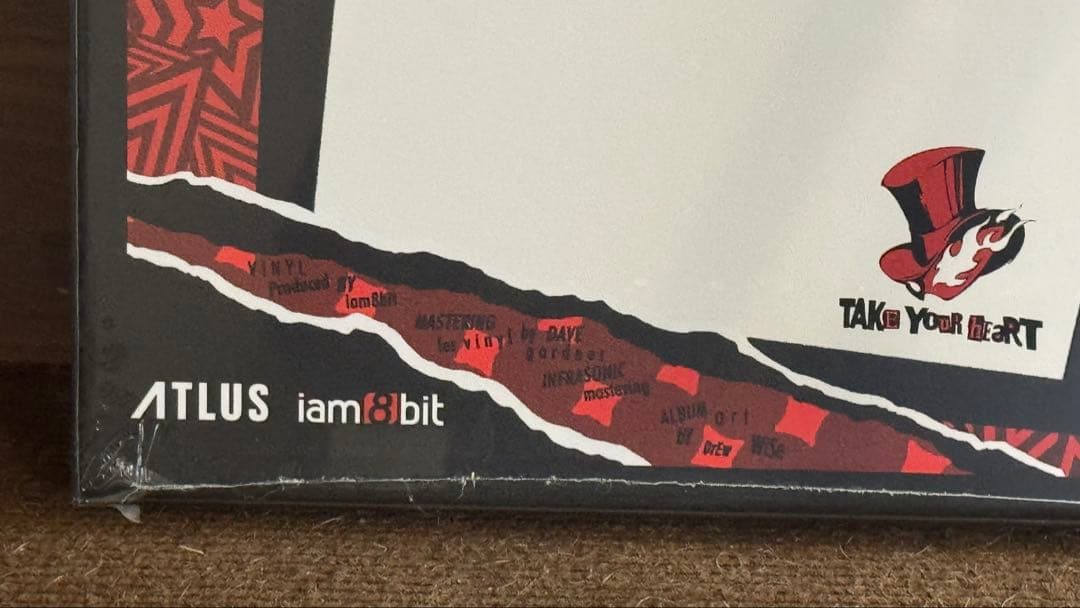 VINYL
Produced BY
iam8bit
MASTERING
for vinyl by DAVE
gardner
INFRASONIC
mastering
ALBUM art
BY DrEw WiSe
TAKE YOUR HEART
ATLUS iam8bit